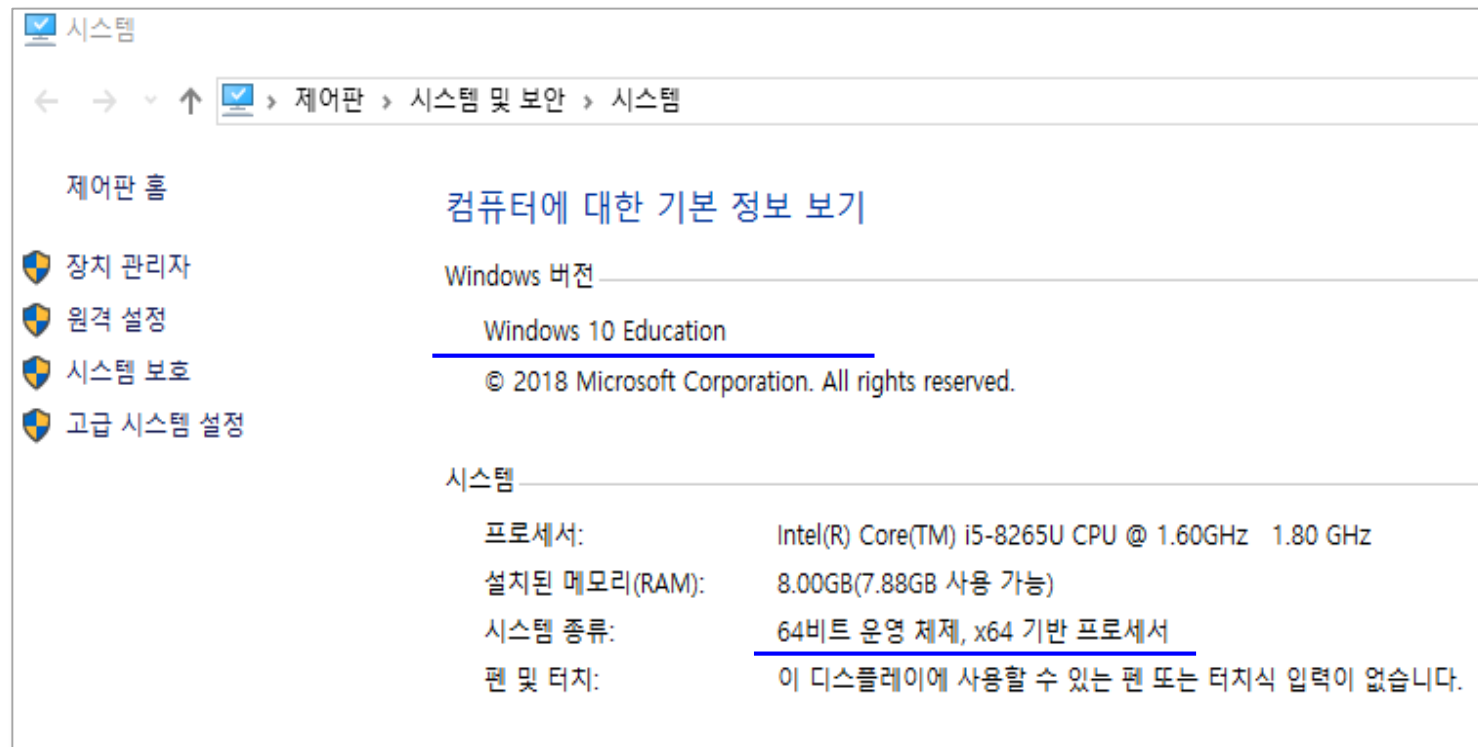 시스템
제어판 › 시스템 및 보안 › 시스템
제어판 홈
장치 관리자
원격 설정
시스템 보호
고급 시스템 설정
컴퓨터에 대한 기본 정보 보기
Windows 버전
Windows 10 Education
© 2018 Microsoft Corporation. All rights reserved.
시스템
프로세서: Intel(R) Core(TM) i5-8265U CPU @ 1.60GHz 1.80 GHz
설치된 메모리(RAM): 8.00GB(7.88GB 사용 가능)
시스템 종류: 64비트 운영 체제, x64 기반 프로세서
펜 및 터치: 이 디스플레이에 사용할 수 있는 펜 또는 터치식 입력이 없습니다.